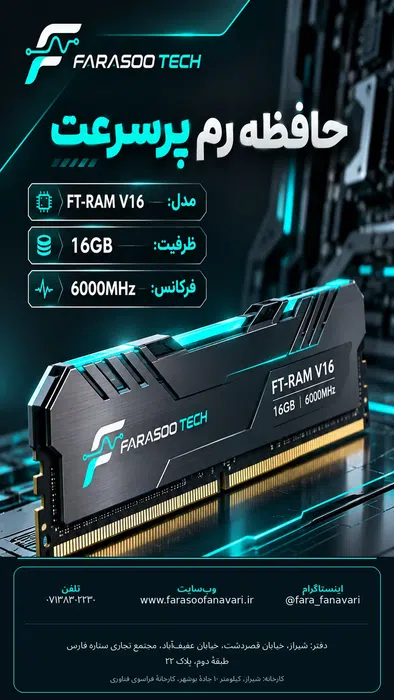 FARASOO TECH
حافظه رم پرسرعت
مدل: FT-RAM V16
ظرفیت: 16GB
فرکانس: 6000MHz
FT-RAM V16
16GB | 6000MHz
FARASOO TECH
اینستاگرام
@fara_fanavari
وب‌سایت
www.farasoofanavari.ir
تلفن
۰۷۱۳۸۳۰۲۲۳۰
دفتر: شیراز، خیابان قصردشت، خیابان عفیف‌آباد، مجتمع تجاری ستاره فارس
طبقهٔ دوم، پلاک ۲۲
کارخانه: شیراز، کیلومتر ۱۰ جادهٔ بوشهر، کارخانهٔ فراسوی فناوری